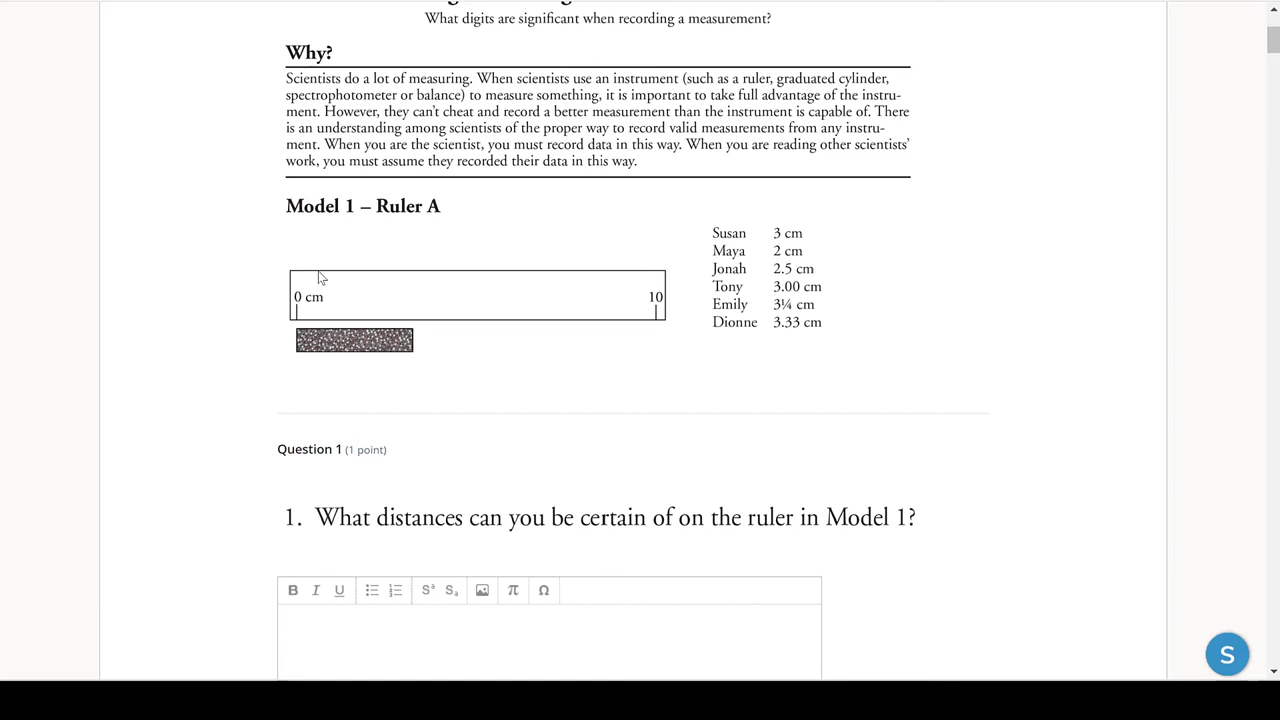 What digits are significant when recording a measurement?
Why?
Scientists do a lot of measuring. When scientists use an instrument (such as a ruler, graduated cylinder,
spectrophotometer or balance) to measure something, it is important to take full advantage of the instru-
ment. However, they can't cheat and record a better measurement than the instrument is capable of. There
is an understanding among scientists of the proper way to record valid measurements from any instru-
ment. When you are the scientist, you must record data in this way. When you are reading other scientists'
work, you must assume they recorded their data in this way.
Model 1 – Ruler A
Susan 3 cm
Maya 2 cm
Jonah 2.5 cm
Tony 3.00 cm
Emily 3¼ cm
Dionne 3.33 cm
0 cm 10
Question 1 (1 point)
1. What distances can you be certain of on the ruler in Model 1?
B I U Sᵃ Sₐ π Ω
S